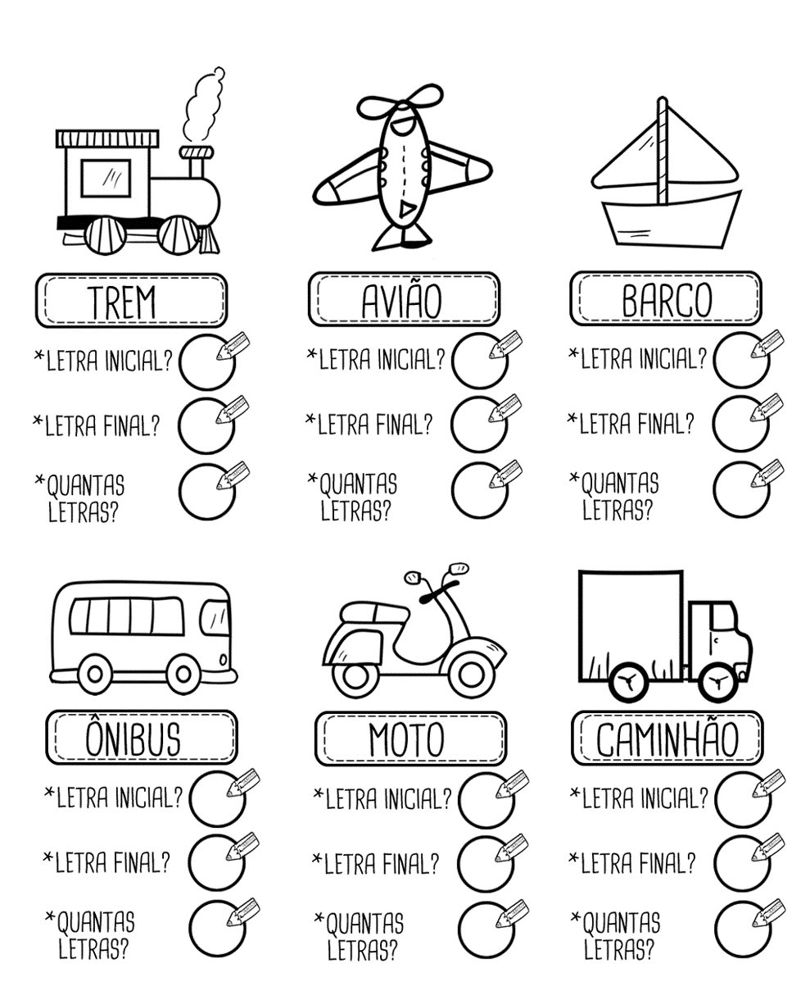 TREM
*LETRA INICIAL?
*LETRA FINAL?
*QUANTAS
LETRAS?
AVIÃO
*LETRA INICIAL?
*LETRA FINAL?
*QUANTAS
LETRAS?
BARCO
*LETRA INICIAL?
*LETRA FINAL?
*QUANTAS
LETRAS?
ÔNIBUS
*LETRA INICIAL?
*LETRA FINAL?
*QUANTAS
LETRAS?
MOTO
*LETRA INICIAL?
*LETRA FINAL?
*QUANTAS
LETRAS?
CAMINHÃO
*LETRA INICIAL?
*LETRA FINAL?
*QUANTAS
LETRAS?